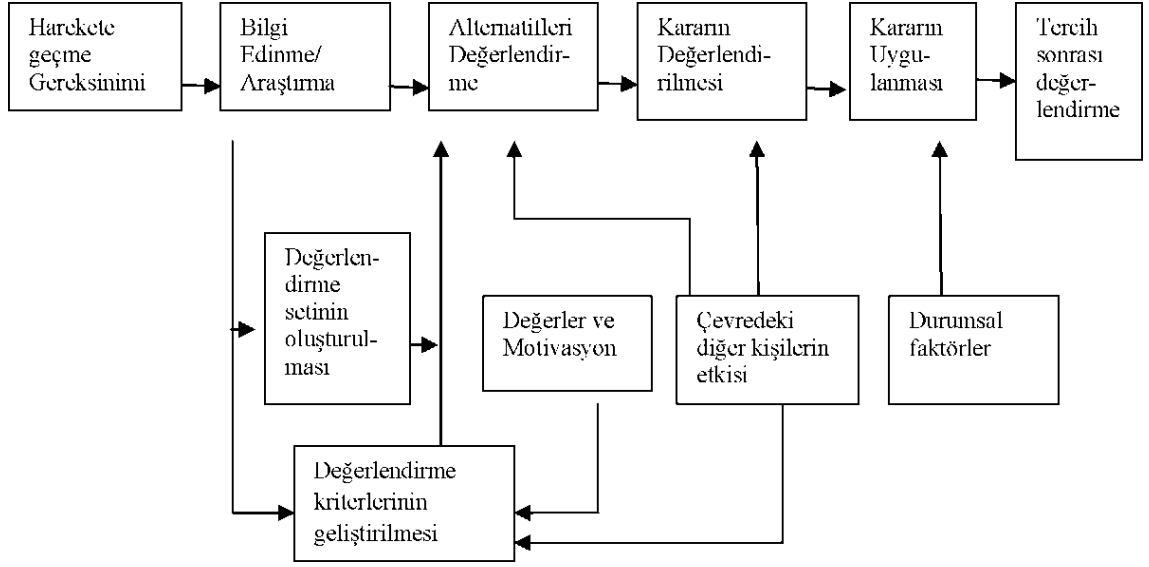 Harekete
geçme
Gereksinimi
Bilgi
Edinme/
Araştırma
Alternatifleri
Değerlendir-
me
Kararın
Değerlendi-
rilmesi
Kararın
Uygu-
lanması
Tercih
sonrası
değer-
lendirme
Değerlen-
dirme
setinin
oluşturul-
ması
Değerler ve
Motivasyon
Çevredeki
diğer kişilerin
etkisi
Durumsal
faktörler
Değerlendirme
kriterlerinin
geliştirilmesi